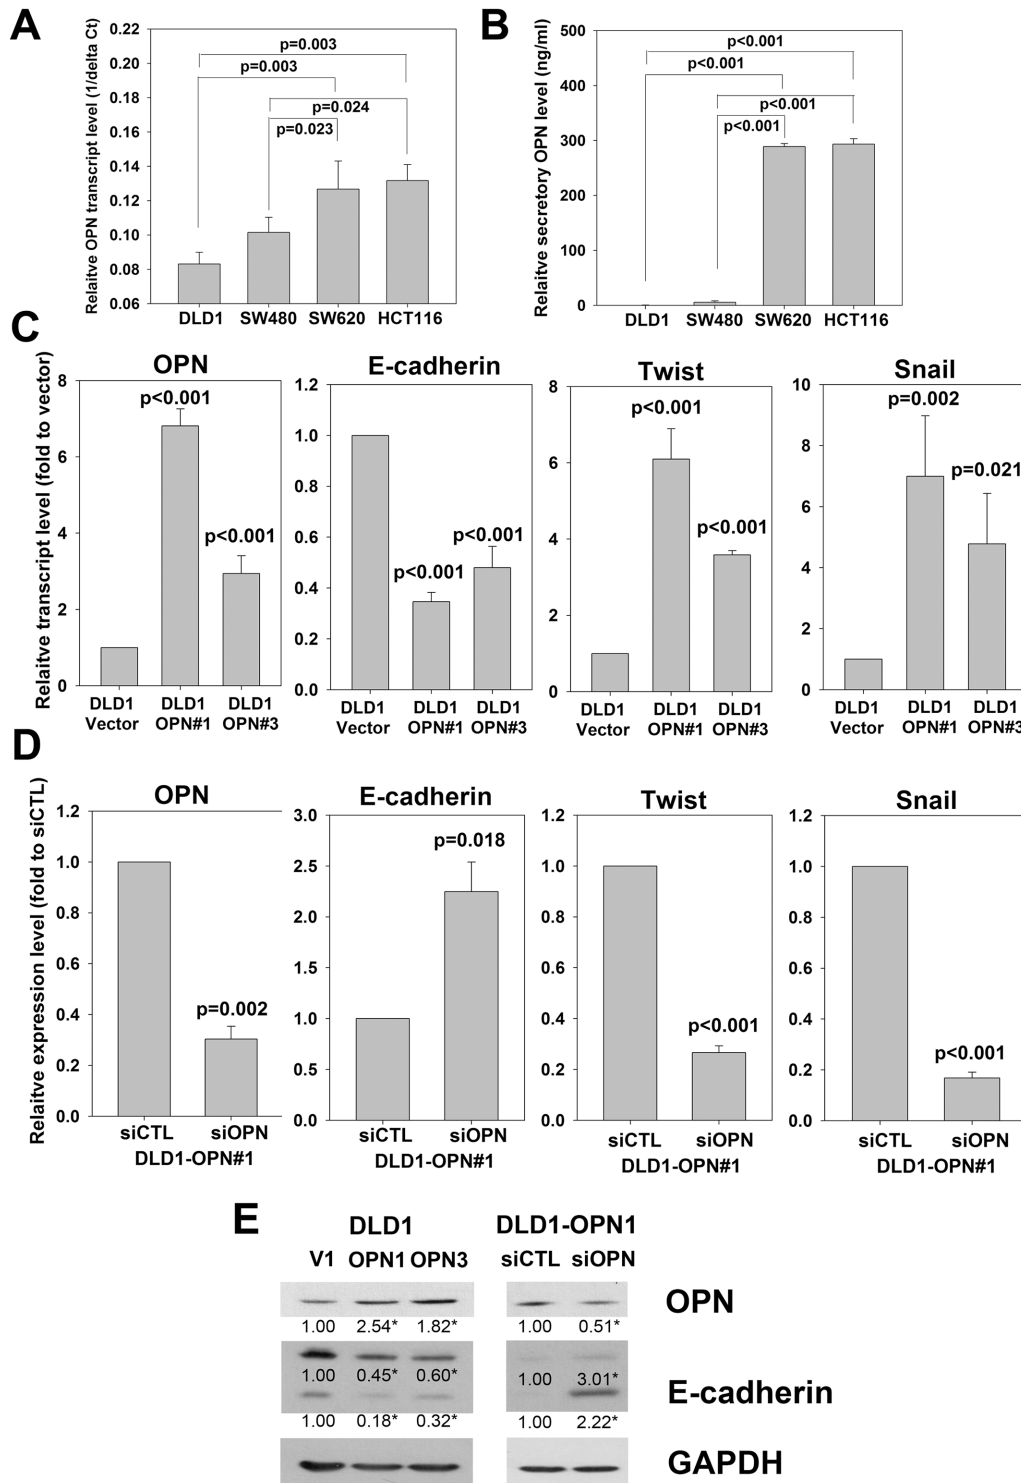 A
Relaitve OPN transcript level (1/delta Ct)
0.22
0.20
0.18
0.16
0.14
0.12
0.10
0.08
0.06
p=0.003
p=0.003
p=0.024
p=0.023
DLD1 SW480 SW620 HCT116
B
Relaitve secretory OPN level (ng/ml)
500
400
300
200
100
0
p<0.001
p<0.001
p<0.001
p<0.001
DLD1 SW480 SW620 HCT116
C
Relaitve transcript level (fold to vector)
OPN
8
6
4
2
0
p<0.001
p<0.001
DLD1 DLD1 DLD1
Vector OPN#1 OPN#3
E-cadherin
1.2
1.0
0.8
0.6
0.4
0.2
0.0
p<0.001
p<0.001
DLD1 DLD1 DLD1
Vector OPN#1 OPN#3
Twist
8
6
4
2
0
p<0.001
p<0.001
DLD1 DLD1 DLD1
Vector OPN#1 OPN#3
Snail
10
8
6
4
2
0
p=0.002
p=0.021
DLD1 DLD1 DLD1
Vector OPN#1 OPN#3
D
Relaitve expression level (fold to siCTL)
OPN
1.2
1.0
0.8
0.6
0.4
0.2
0.0
p=0.002
siCTL siOPN
DLD1-OPN#1
E-cadherin
3.0
2.5
2.0
1.5
1.0
0.5
0.0
p=0.018
siCTL siOPN
DLD1-OPN#1
Twist
1.2
1.0
0.8
0.6
0.4
0.2
0.0
p<0.001
siCTL siOPN
DLD1-OPN#1
Snail
1.2
1.0
0.8
0.6
0.4
0.2
0.0
p<0.001
siCTL siOPN
DLD1-OPN#1
E
DLD1 DLD1-OPN1
V1 OPN1 OPN3 siCTL siOPN
OPN
1.00 2.54* 1.82* 1.00 0.51*
1.00 0.45* 0.60* 1.00 3.01*
E-cadherin
1.00 0.18* 0.32* 1.00 2.22*
GAPDH